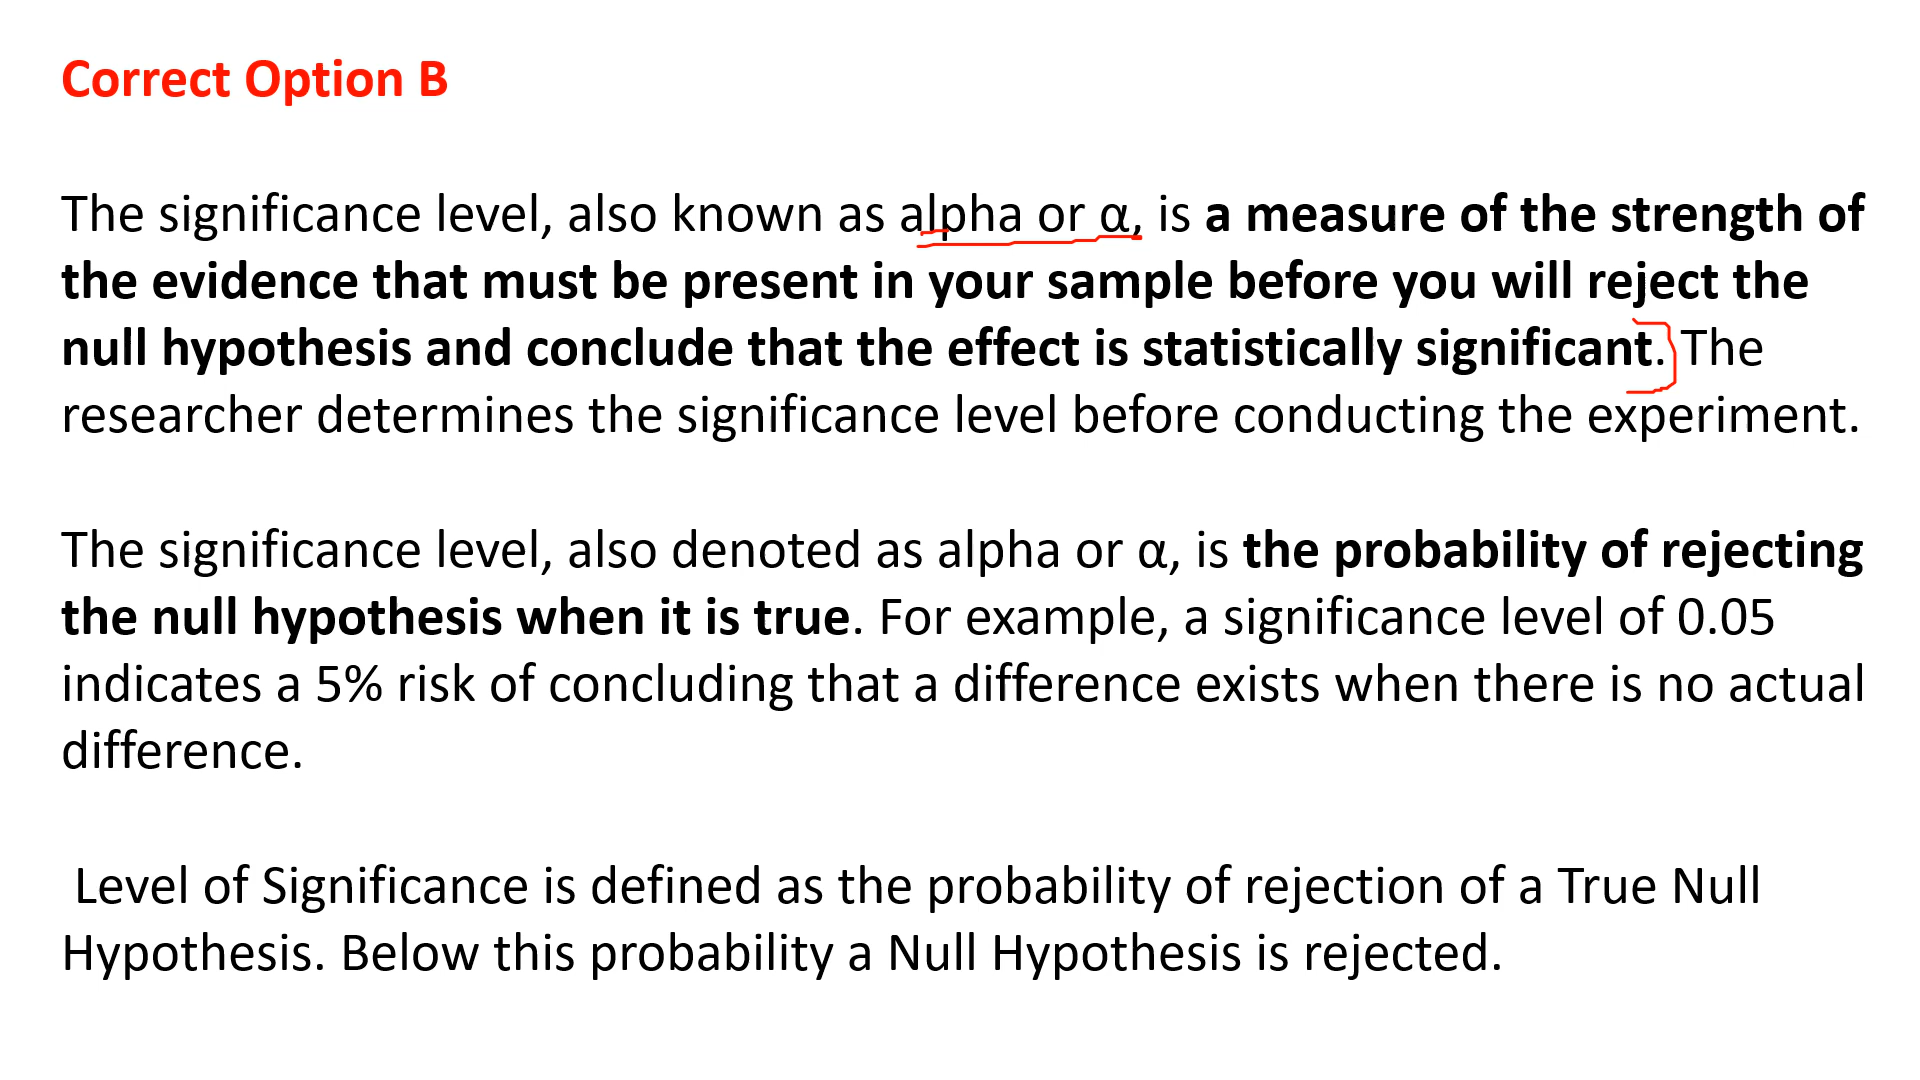 Correct Option B
The significance level, also known as alpha or α, is a measure of the strength of
the evidence that must be present in your sample before you will reject the
null hypothesis and conclude that the effect is statistically significant. The
researcher determines the significance level before conducting the experiment.
The significance level, also denoted as alpha or α, is the probability of rejecting
the null hypothesis when it is true. For example, a significance level of 0.05
indicates a 5% risk of concluding that a difference exists when there is no actual
difference.
Level of Significance is defined as the probability of rejection of a True Null
Hypothesis. Below this probability a Null Hypothesis is rejected.